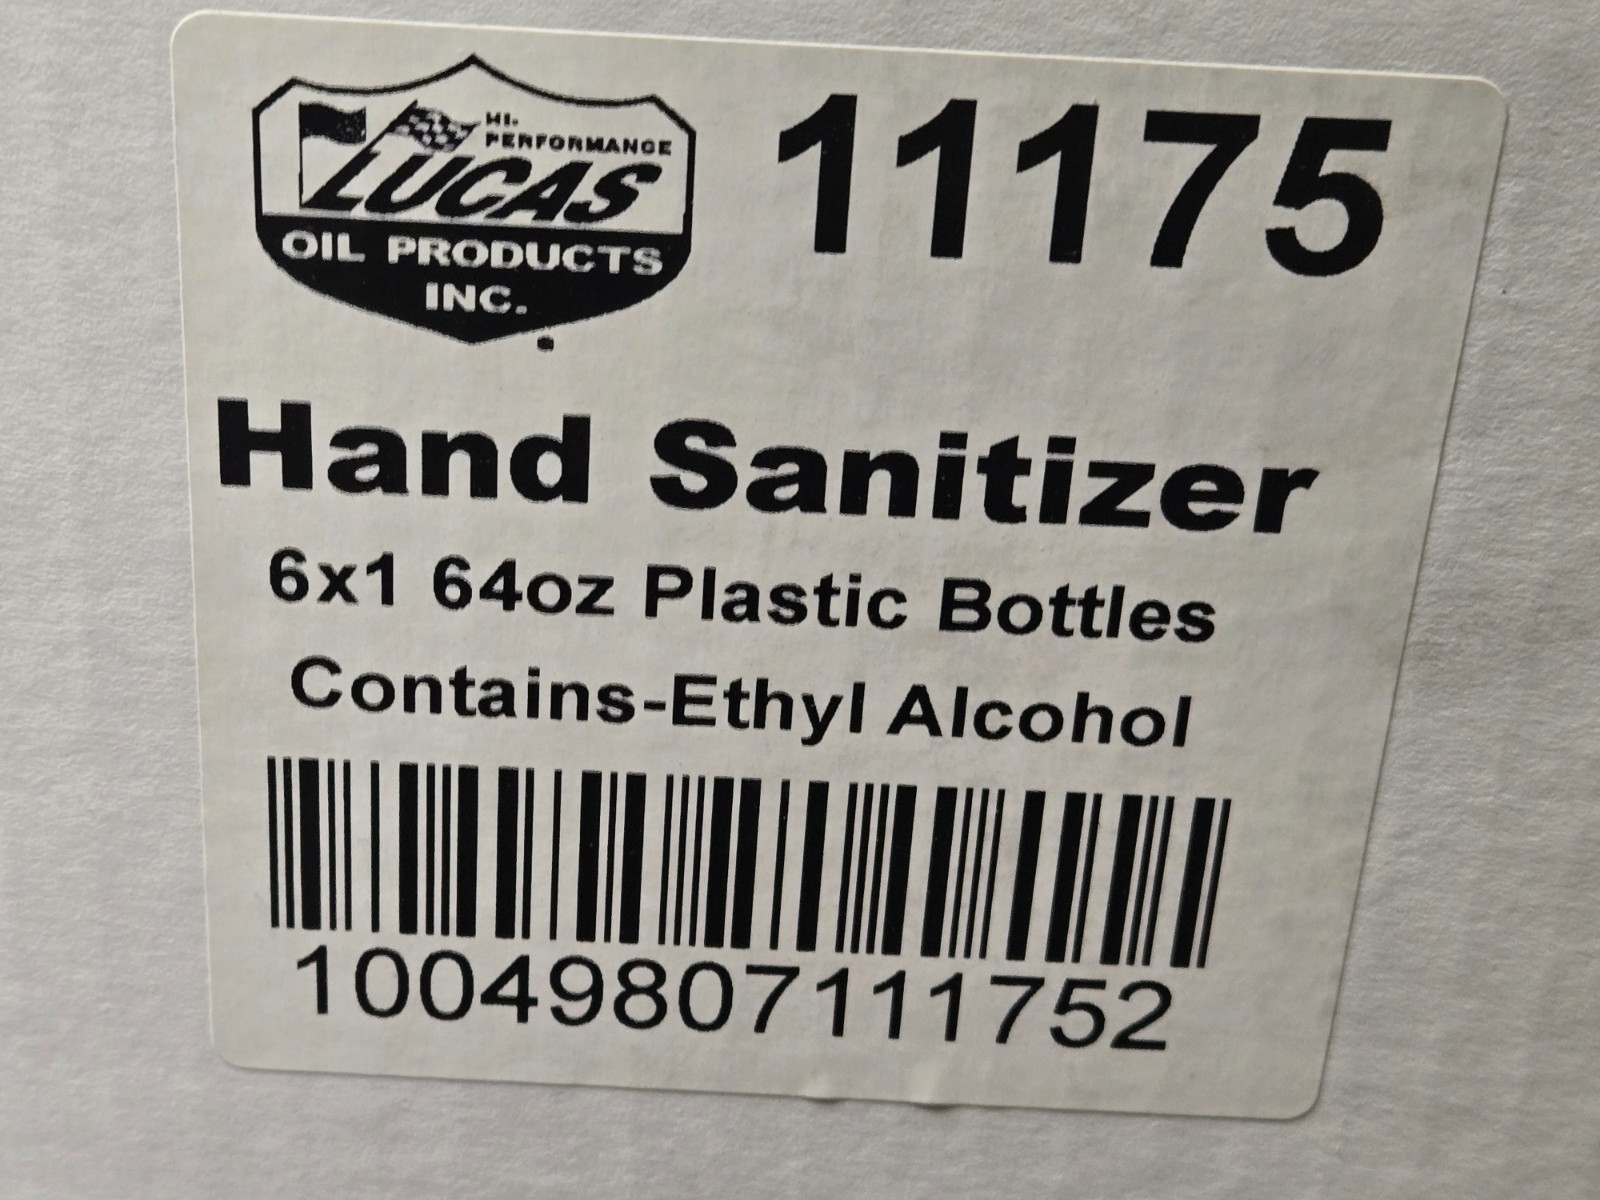 HI.
PERFORMANCE
LUCAS
OIL PRODUCTS
INC.
11175
Hand Sanitizer
6x1 64oz Plastic Bottles
Contains-Ethyl Alcohol
10049807111752